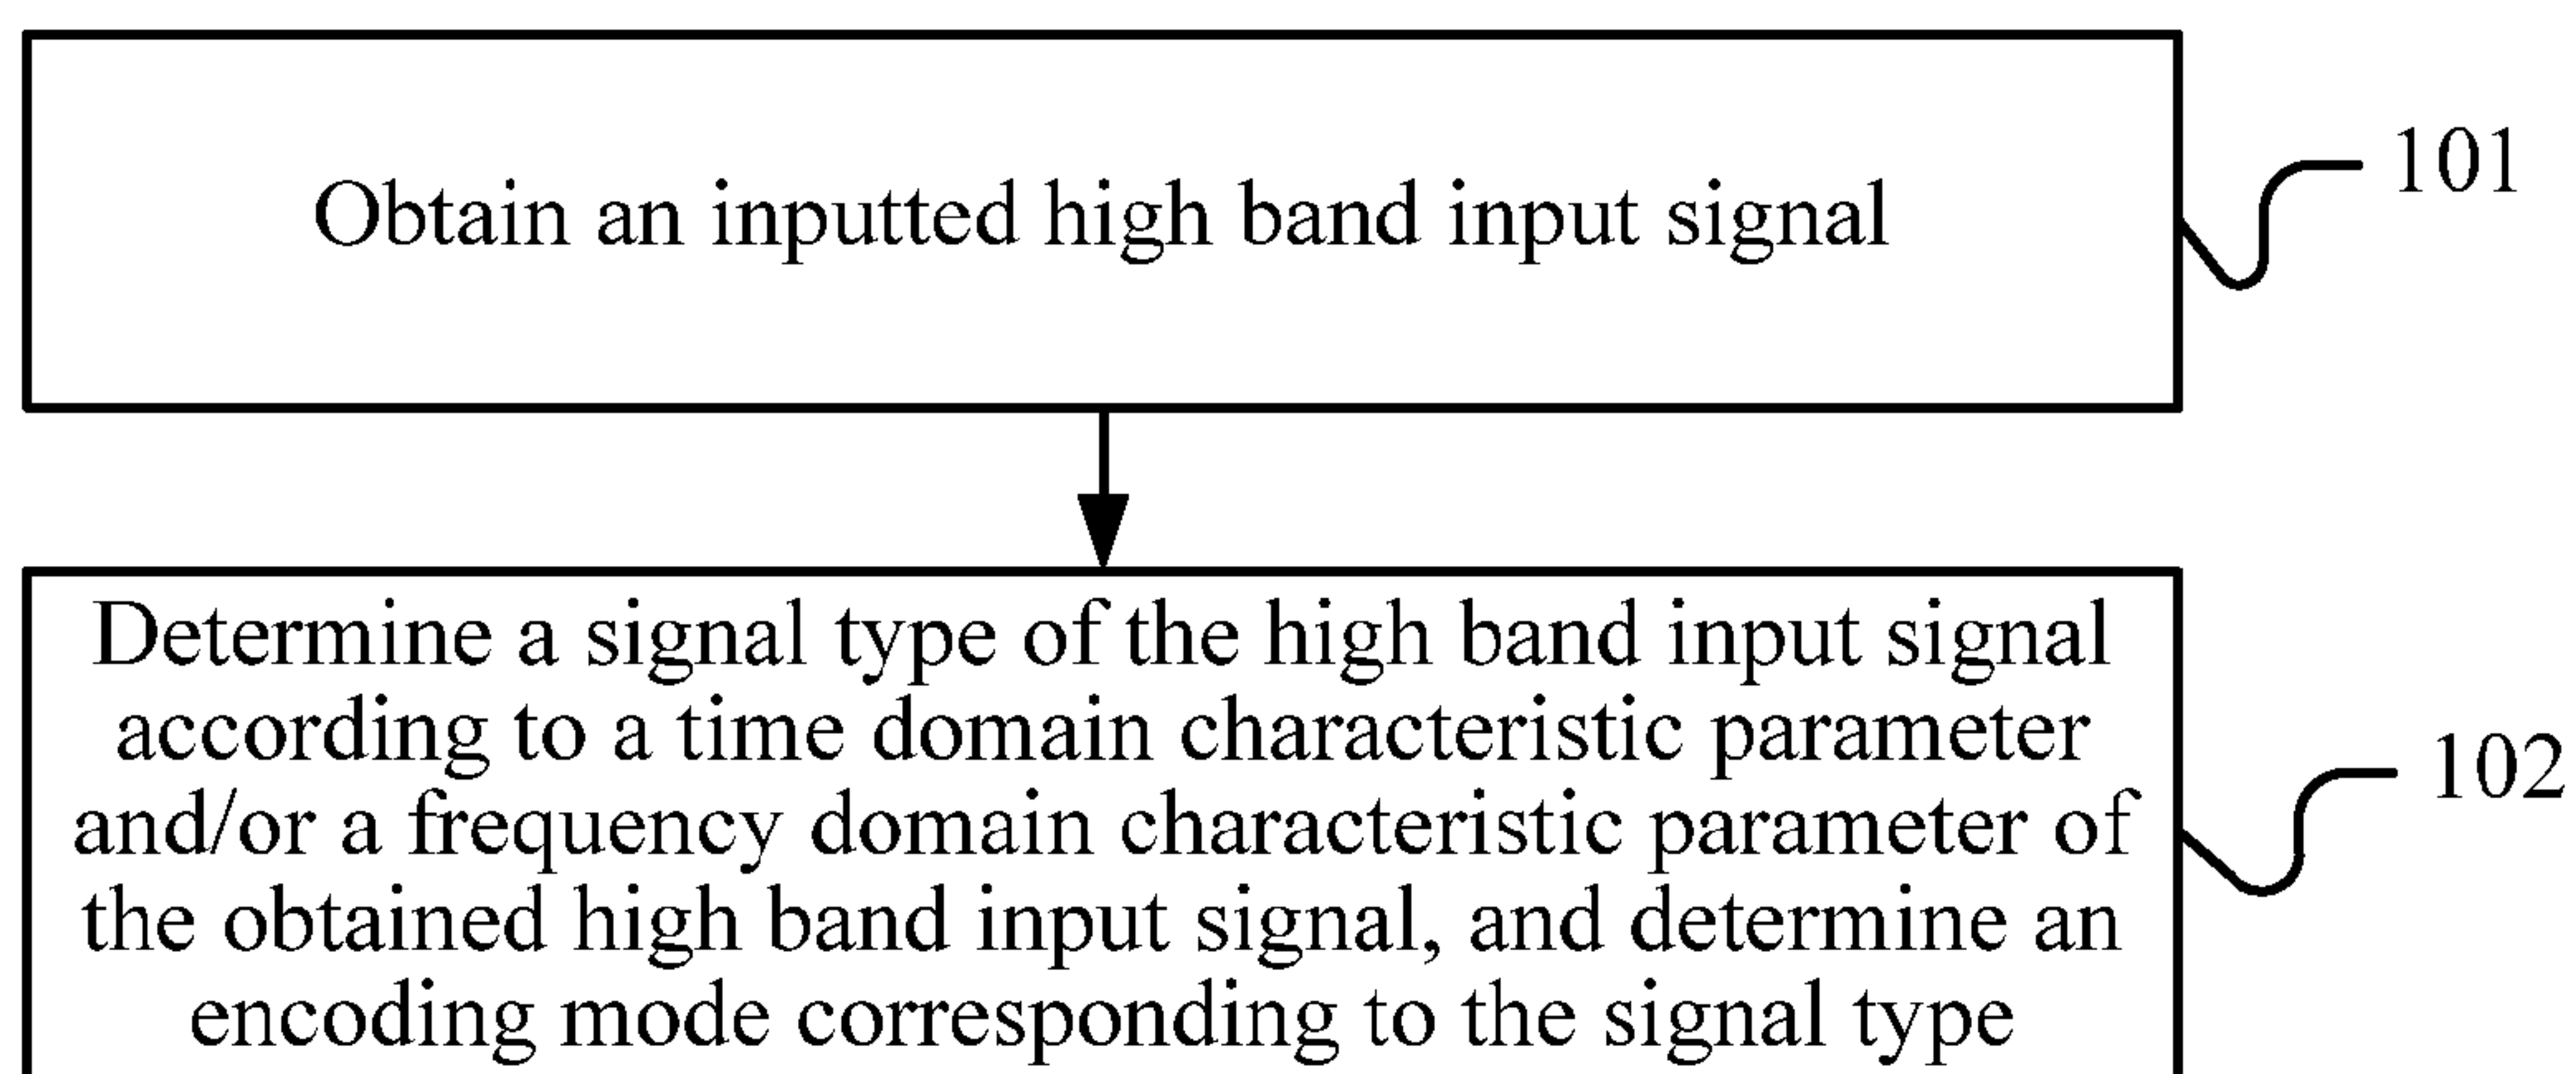 Obtain an inputted high band input signal
101
Determine a signal type of the high band input signal
according to a time domain characteristic parameter
and/or a frequency domain characteristic parameter of
the obtained high band input signal, and determine an
encoding mode corresponding to the signal type
102